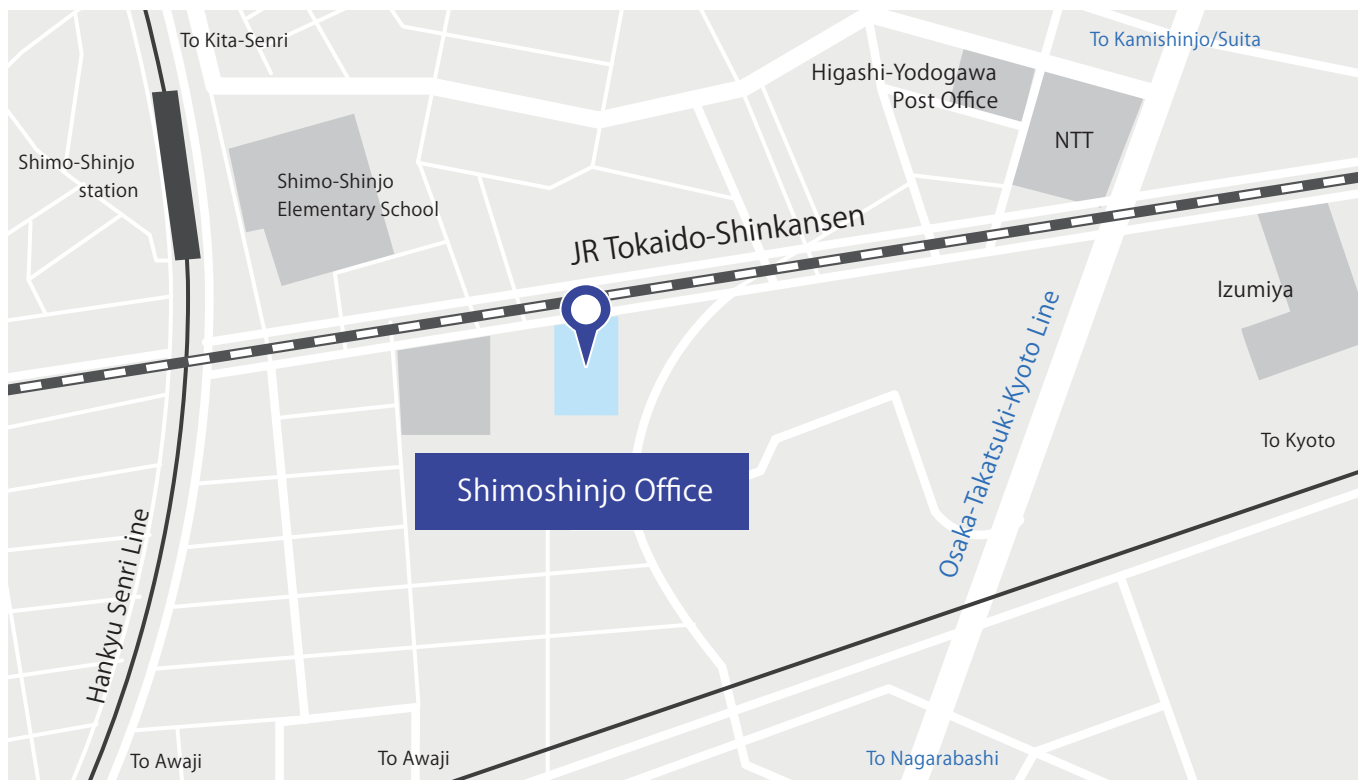 To Kita-Senri
To Kamishinjo/Suita
Higashi-Yodogawa
Post Office
NTT
Shimo-Shinjo
station
Shimo-Shinjo
Elementary School
JR Tokaido-Shinkansen
Izumiya
Osaka-Takatsuki-Kyoto Line
To Kyoto
Shimoshinjo Office
Hankyu Senri Line
To Awaji
To Awaji
To Nagarabashi